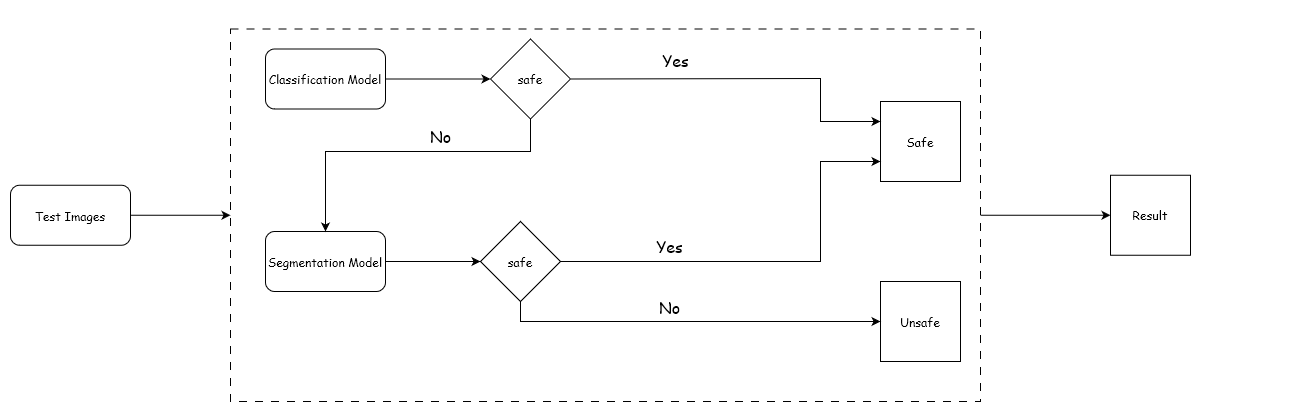 Classification Model
safe
Yes
No
Safe
Test Images
Result
Segmentation Model
safe
Yes
No
Unsafe